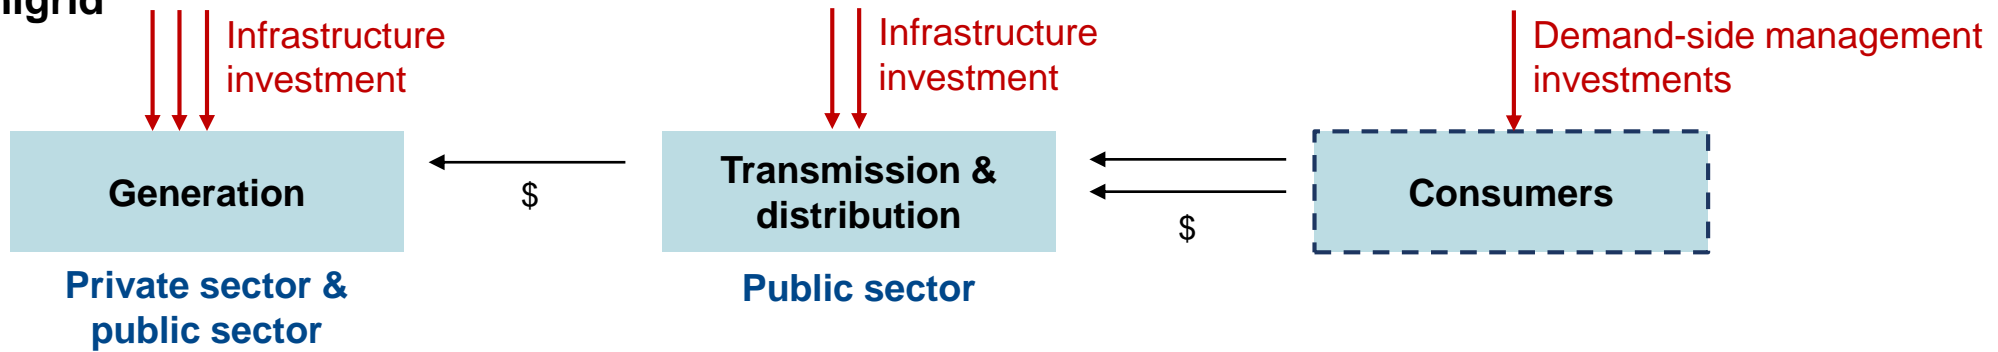 Infrastructure
investment
Infrastructure
investment
Demand-side management
investments
Generation
$
Transmission &
distribution
$
Consumers
Private sector &
public sector
Public sector